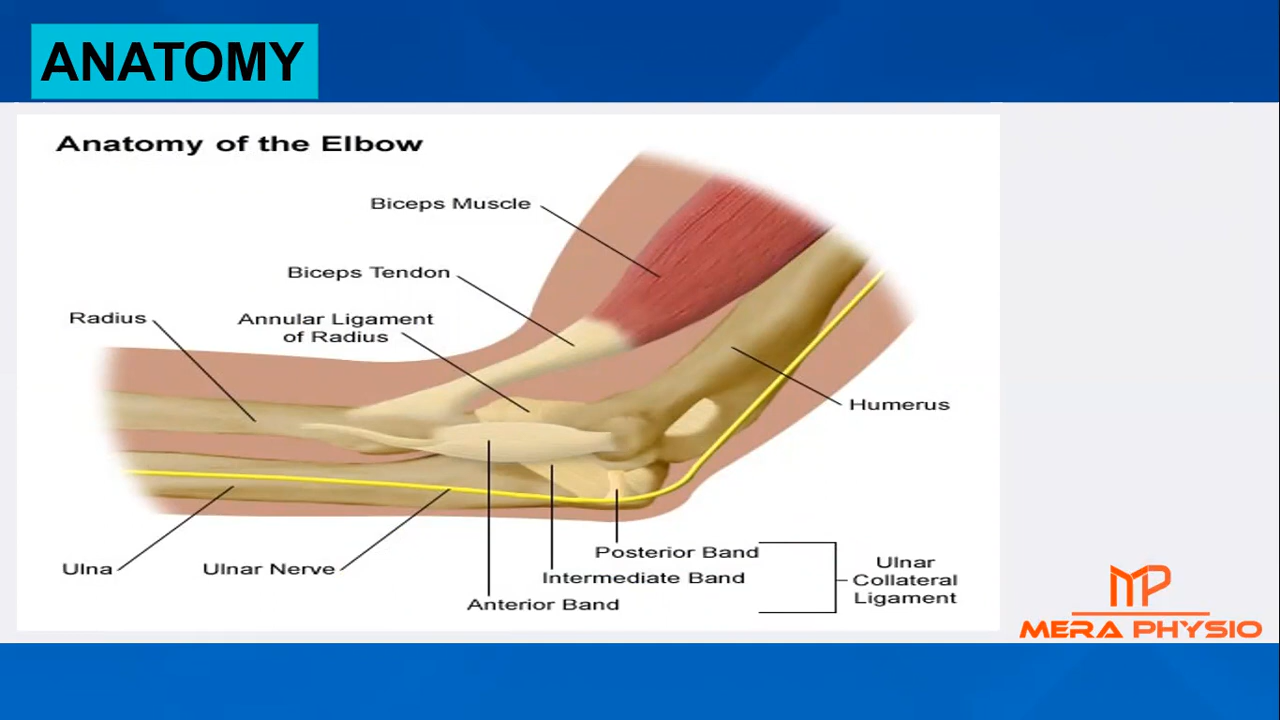 ANATOMY
Anatomy of the Elbow
Biceps Muscle
Biceps Tendon
Radius
Annular Ligament
of Radius
Humerus
Ulna
Ulnar Nerve
Posterior Band
Intermediate Band
Anterior Band
Ulnar
Collateral
Ligament
MP
MERA PHYSIO